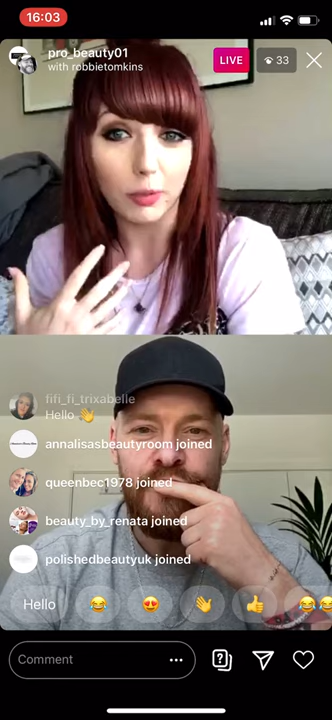 16:03
pro_beauty01
with robbietomkins
LIVE
33
fifi_fi_trixabelle
Hello 👋
annalisasbeautyroom joined
queenbec1978 joined
beauty_by_renata joined
polishedbeautyuk joined
Hello
Comment